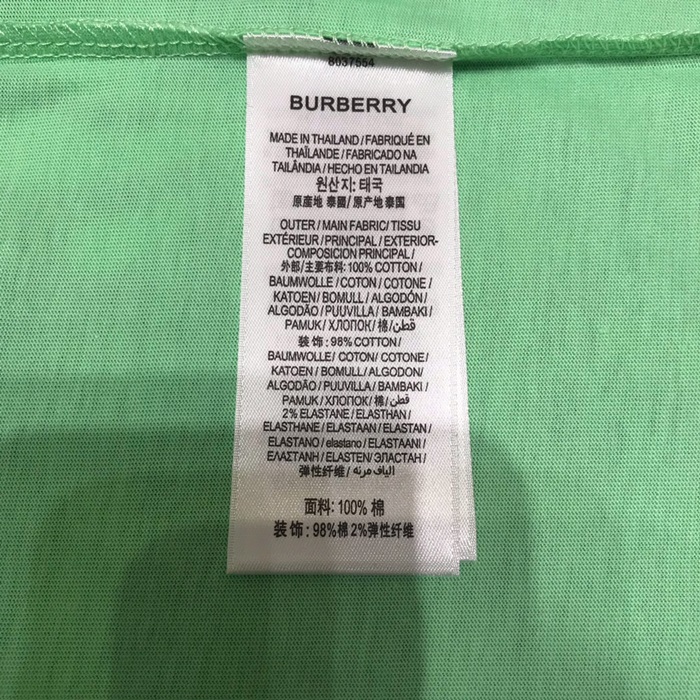 8037554
BURBERRY
MADE IN THAILAND / FABRIQUÉ EN
THAÏLANDE / FABRICADO NA
TAILÂNDIA / HECHO EN TAILANDIA
원산지: 태국
原産地 泰國 / 原产地 泰国
OUTER / MAIN FABRIC / TISSU
EXTÉRIEUR / PRINCIPAL / EXTERIOR-
COMPOSICION PRINCIPAL /
外部/主要布料: 100% COTTON /
BAUMWOLLE / COTON / COTONE /
KATOEN / BOMULL / ALGODÓN /
ALGODÃO / PUUVILLA / BAMBAKI /
PAMUK / ХЛОПОК / 棉 / قطن
装 饰 : 98% COTTON /
BAUMWOLLE / COTON / COTONE /
KATOEN / BOMULL / ALGODON /
ALGODÃO / PUUVILLA / BAMBAKI /
PAMUK / ХЛОПОК / 棉 / قطن
2% ELASTANE / ELASTHAN /
ELASTHANE / ELASTAAN / ELASTAN /
ELASTANO / elastano / ELASTAANI /
ΕΛΑΣΤΑΝΗ / ELASTEN / ЭЛАСТАН /
弹性纤维 / الياف مرنه
面料: 100% 棉
装 饰 : 98%棉 2%弹性纤维